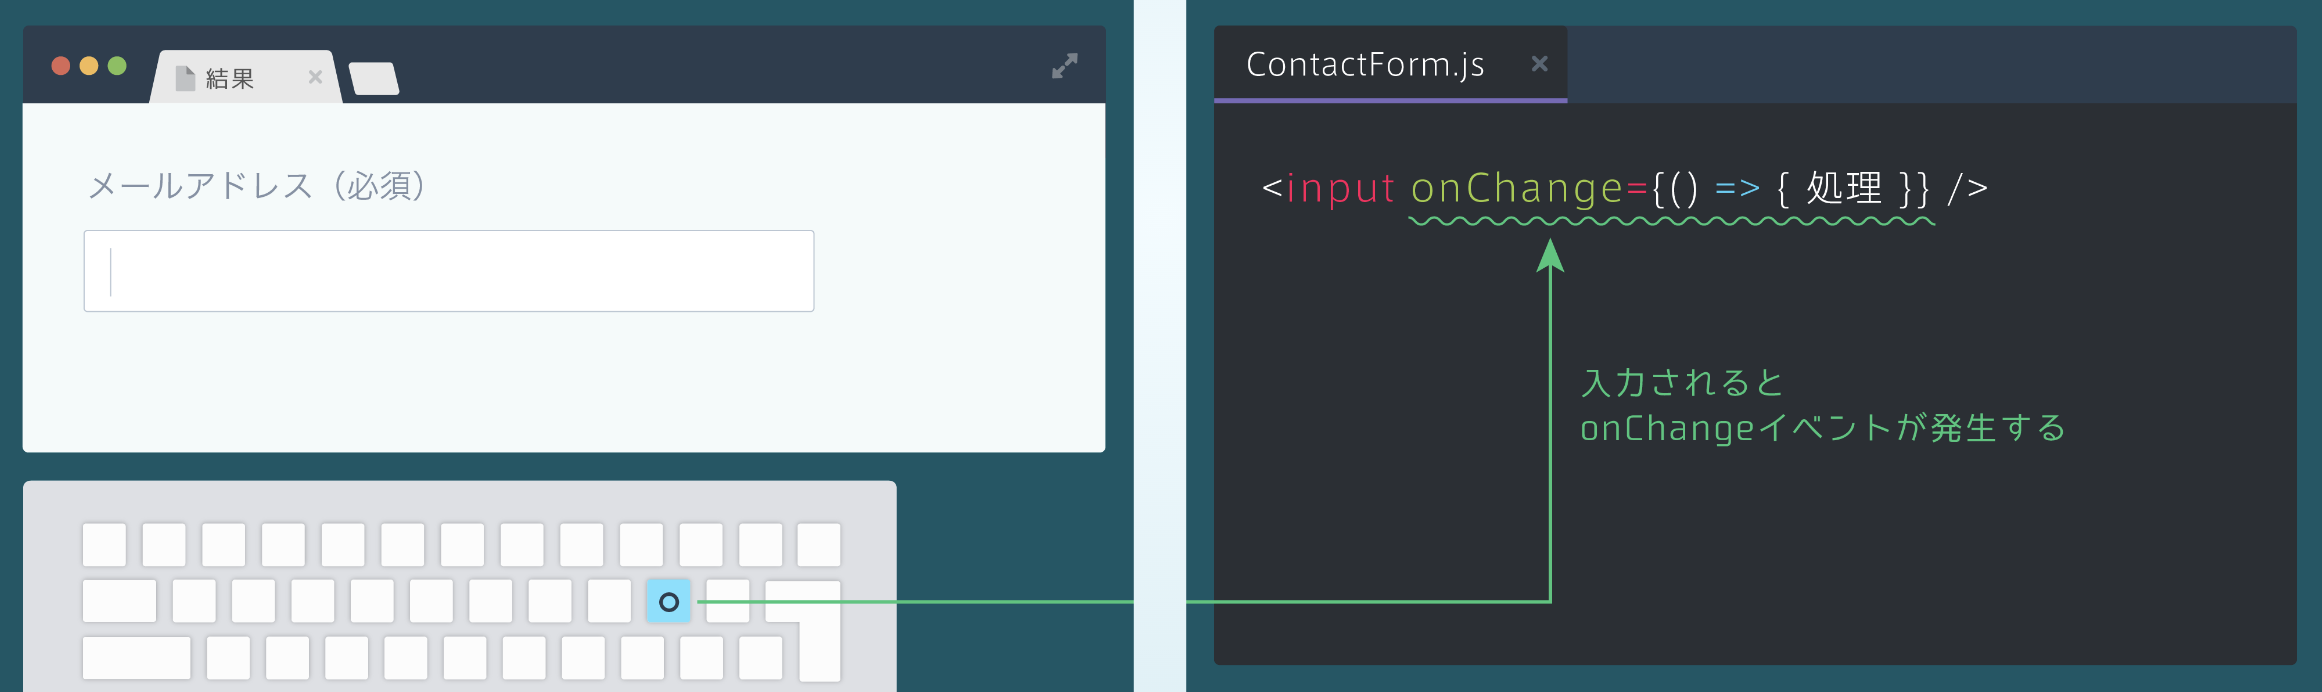 結果
メールアドレス（必須）
o
ContactForm.js
<input onChange={() => { 処理 }} />
入力されると
onChangeイベントが発生する